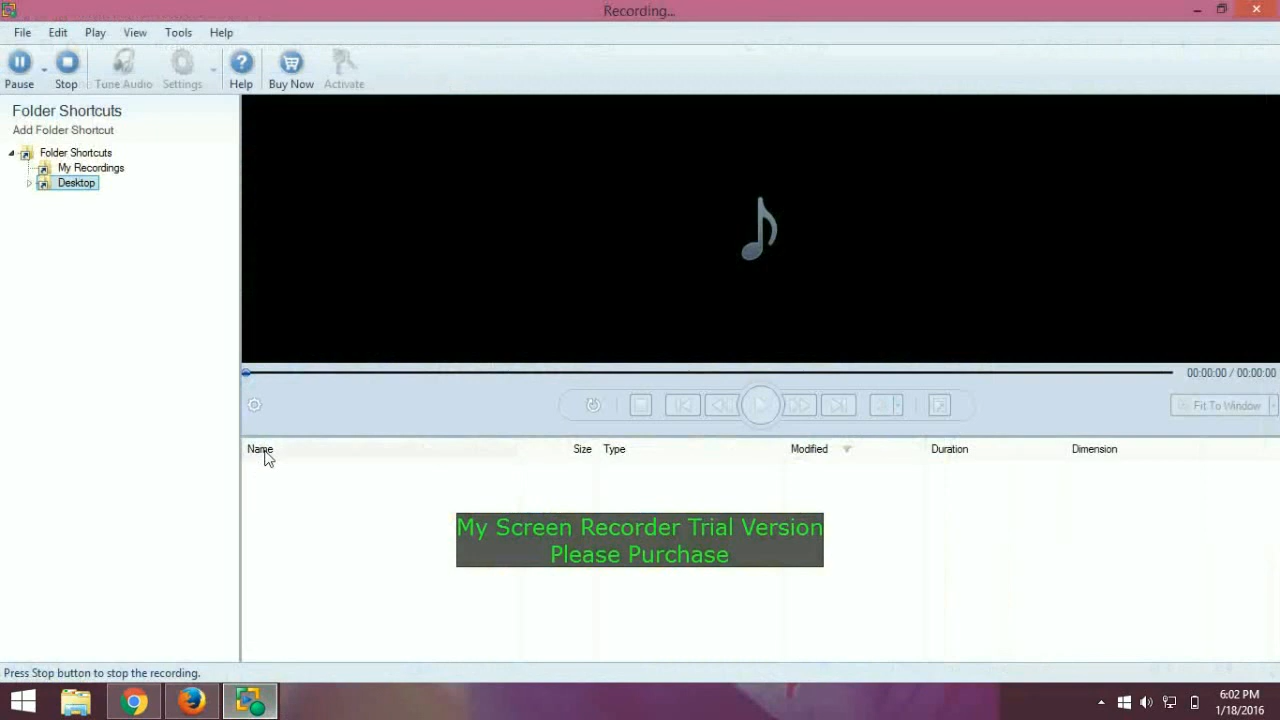 Recording...
File Edit Play View Tools Help
Pause Stop Tune Audio Settings Help Buy Now Activate
Folder Shortcuts
Add Folder Shortcut
Folder Shortcuts
My Recordings
Desktop
00:00:00 / 00:00:00
Fit To Window
Name Size Type Modified Duration Dimension
My Screen Recorder Trial Version
Please Purchase
Press Stop button to stop the recording.
6:02 PM
1/18/2016